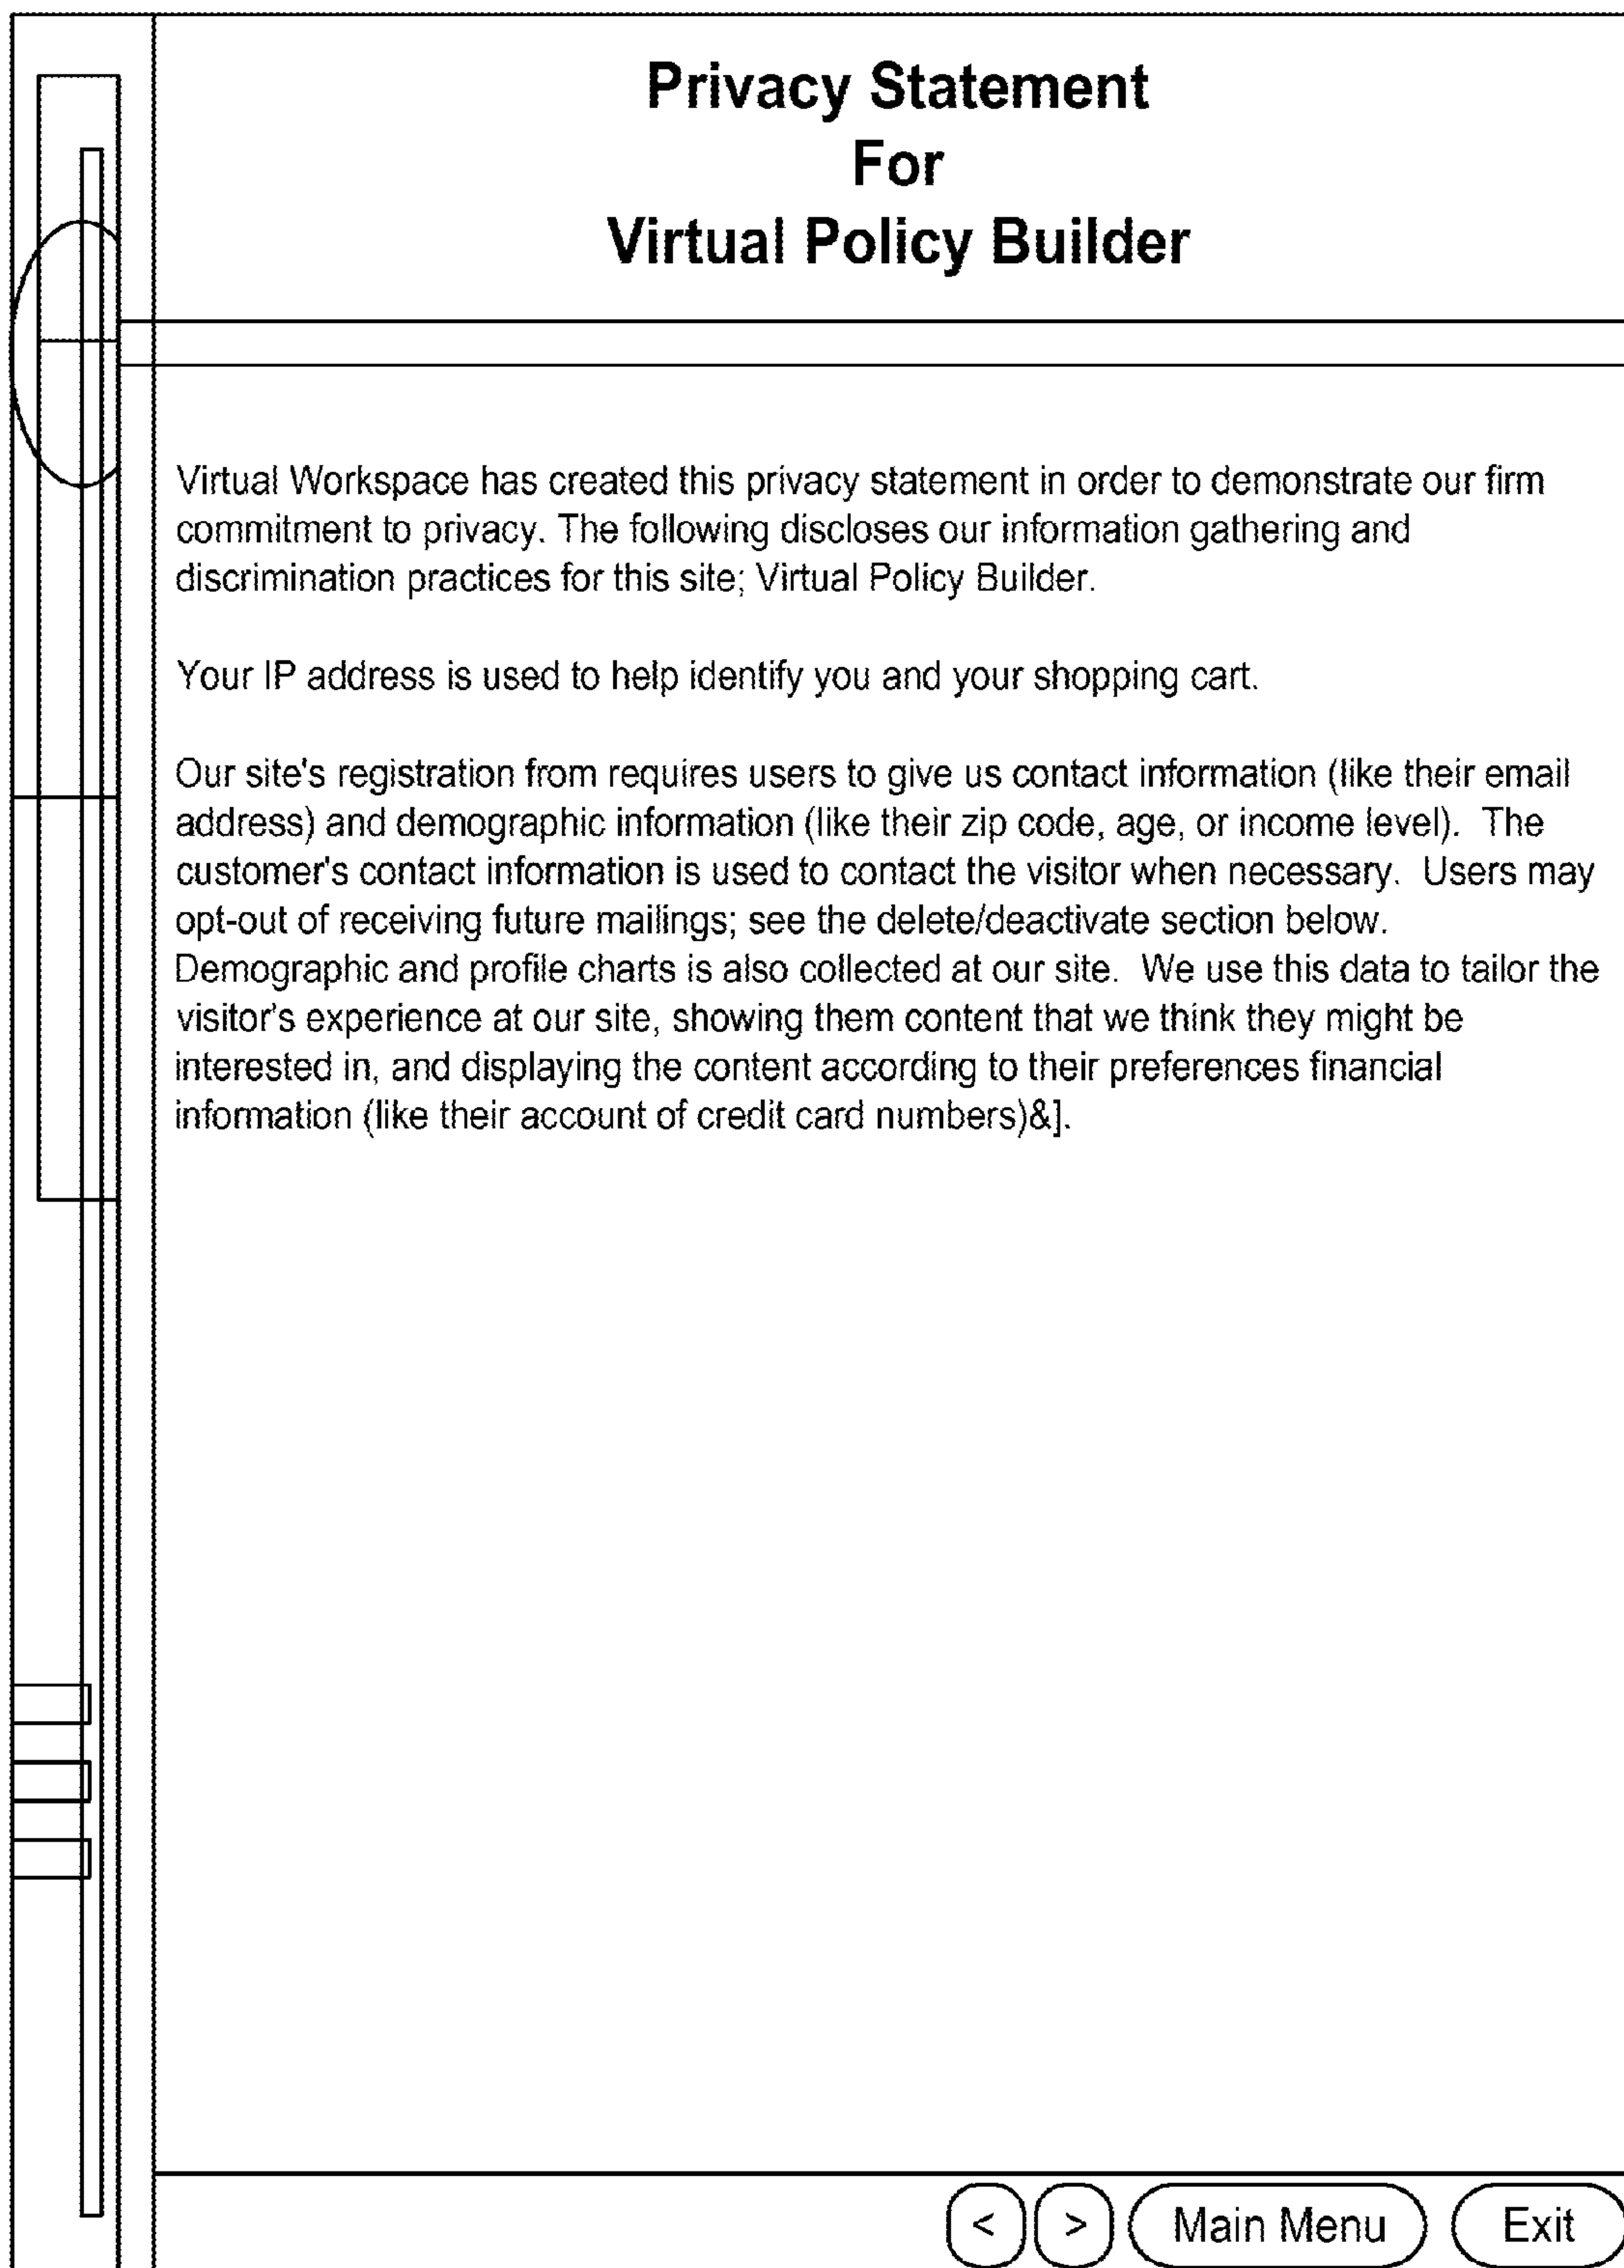 Privacy Statement
For
Virtual Policy Builder
Virtual Workspace has created this privacy statement in order to demonstrate our firm
commitment to privacy. The following discloses our information gathering and
discrimination practices for this site; Virtual Policy Builder.
Your IP address is used to help identify you and your shopping cart.
Our site's registration from requires users to give us contact information (like their email
address) and demographic information (like their zip code, age, or income level). The
customer's contact information is used to contact the visitor when necessary. Users may
opt-out of receiving future mailings; see the delete/deactivate section below.
Demographic and profile charts is also collected at our site. We use this data to tailor the
visitor's experience at our site, showing them content that we think they might be
interested in, and displaying the content according to their preferences financial
information (like their account of credit card numbers)&].
< > Main Menu Exit